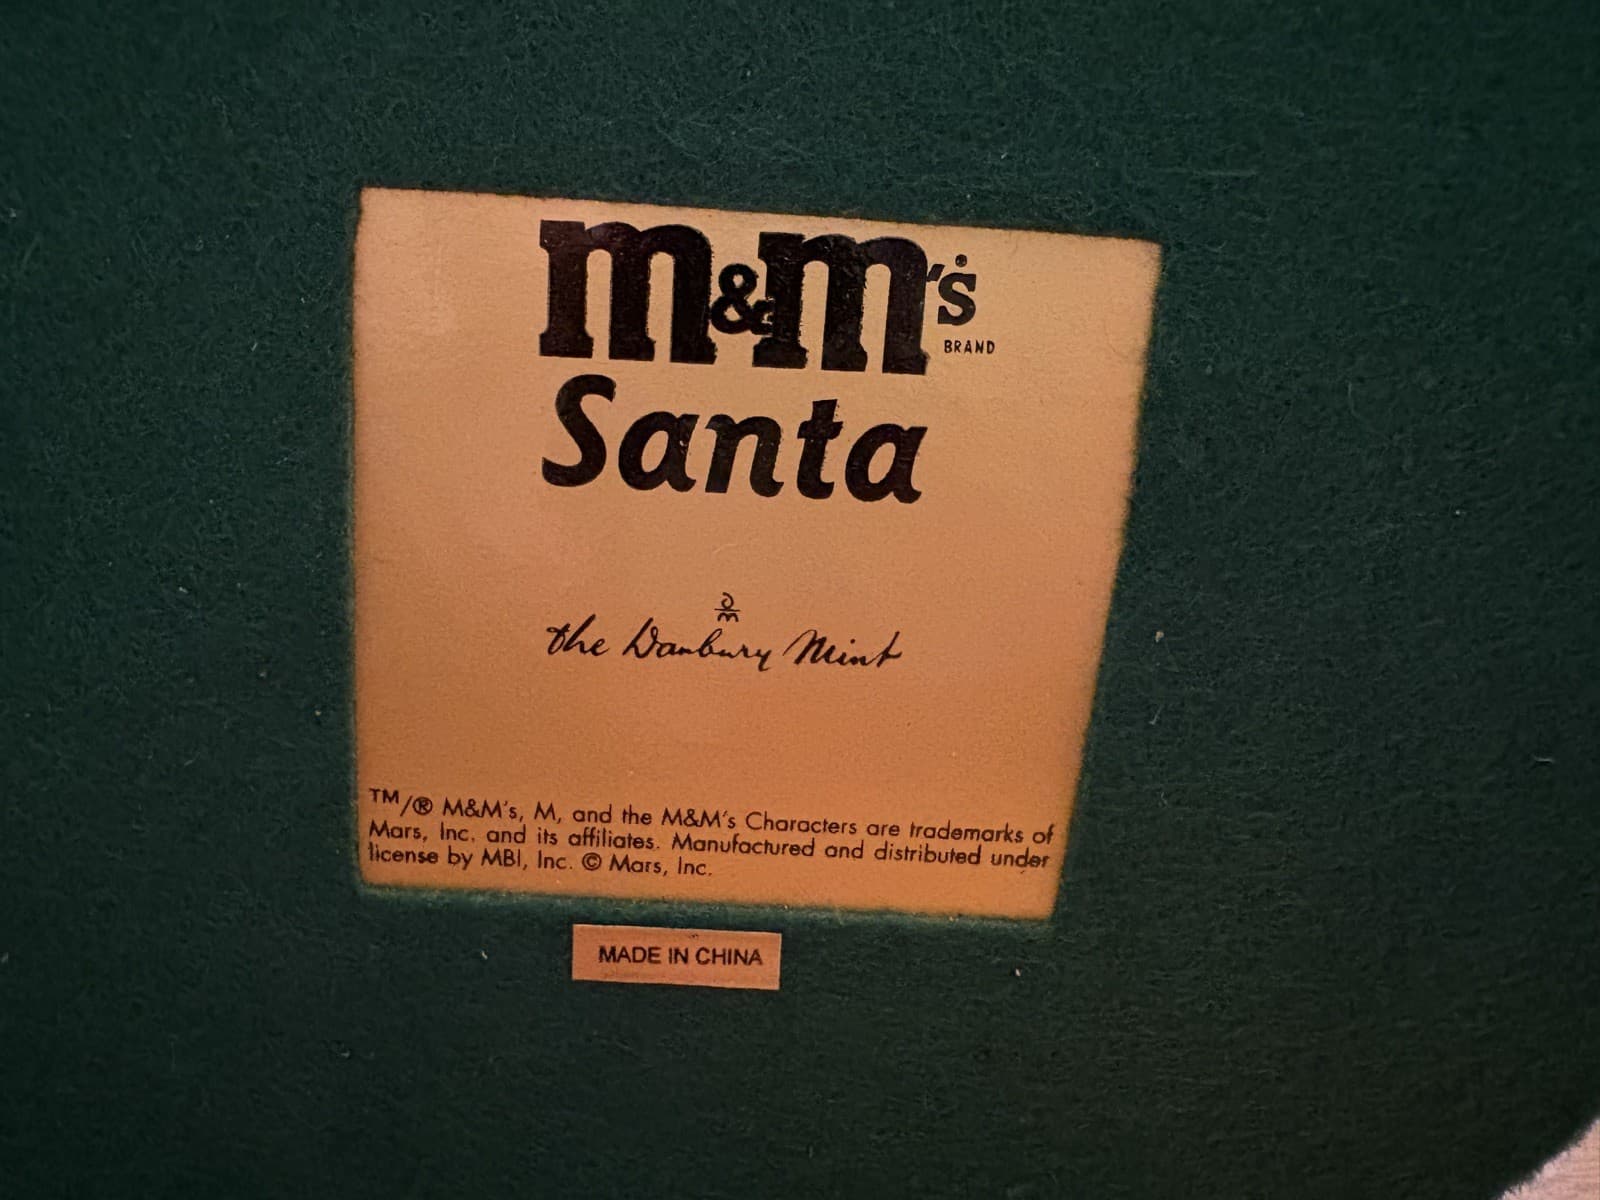 m&m's®
BRAND
Santa
DM
the Danbury Mint
TM/® M&M's, M, and the M&M's Characters are trademarks of
Mars, Inc. and its affiliates. Manufactured and distributed under
license by MBI, Inc. © Mars, Inc.
MADE IN CHINA